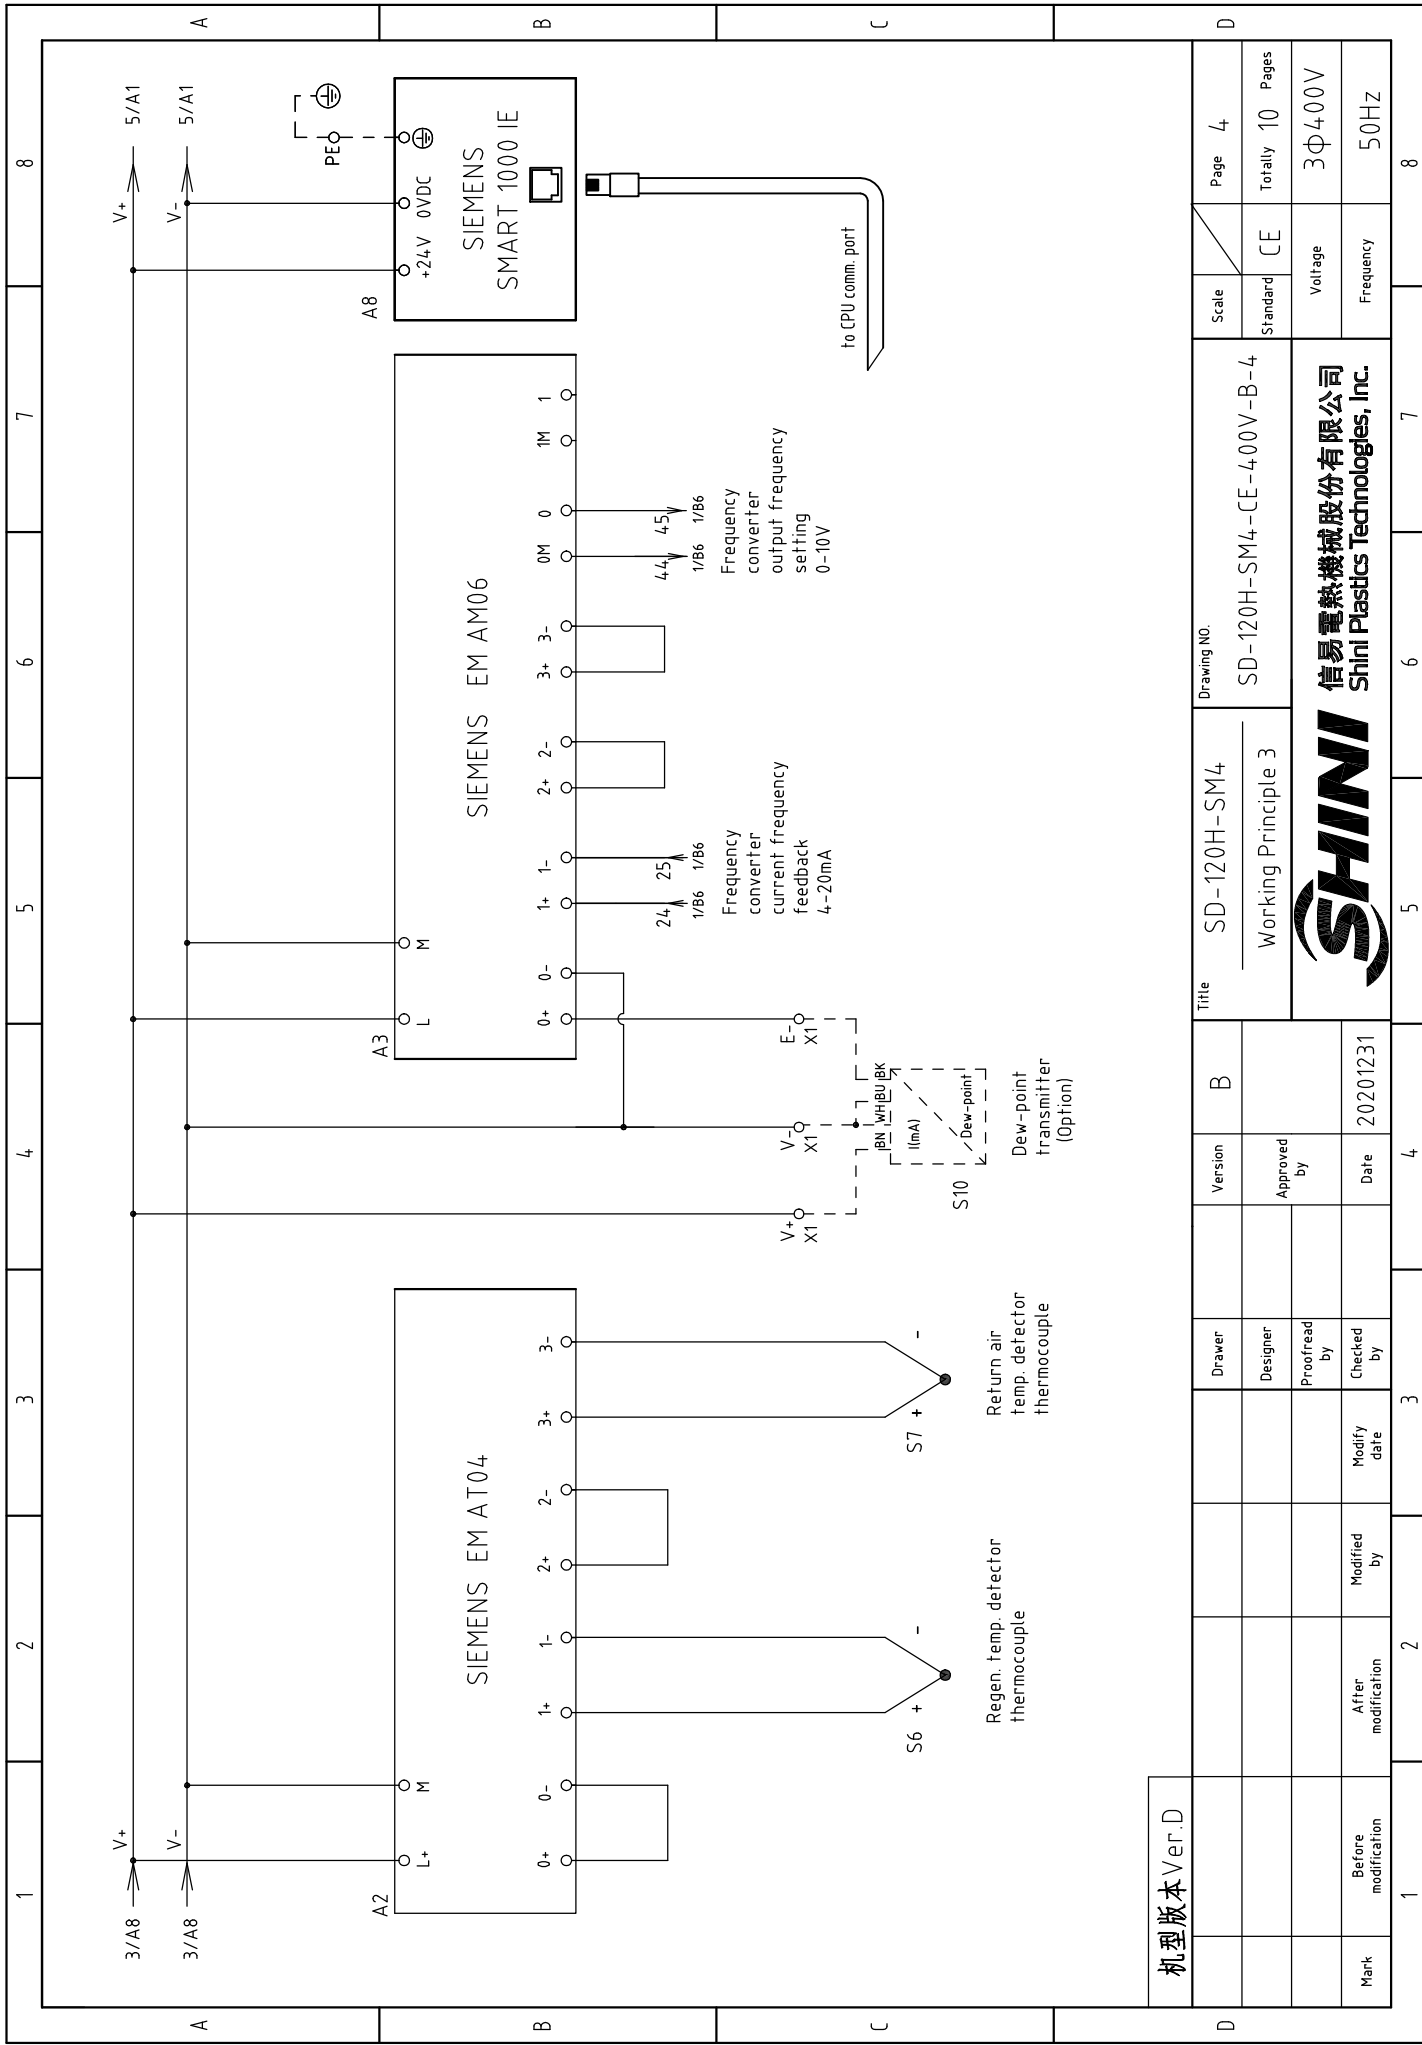 1 2 3 4 5 6 7 8
A
B
C
D
A
B
C
D
3/A8 V+
3/A8 V-
V+ 5/A1
V- 5/A1
A2
L+ M
SIEMENS EM AT04
0+ 0- 1+ 1- 2+ 2- 3+ 3-
S6 + -
Regen. temp. detector
thermocouple
S7 + -
Return air
temp. detector
thermocouple
V+
X1
V-
X1
E-
X1
BN WH BU BK
I(mA)
Dew-point
S10
Dew-point
transmitter
(Option)
A3
L M
SIEMENS EM AM06
0+ 0- 1+ 1- 2+ 2- 3+ 3- 0M 0 1M 1
24 25
1/B6 1/B6
Frequency
converter
current frequency
feedback
4-20mA
44 45
1/B6 1/B6
Frequency
converter
output frequency
setting
0-10V
A8
PE
+24V 0VDC
SIEMENS
SMART 1000 IE
to CPU comm. port
机型版本Ver.D
Mark
Before
modification
After
modification
Modified
by
Modify
date
Drawer
Designer
Proofread
by
Checked
by
Version B
Approved
by
Date 20201231
Title
SD-120H-SM4
Working Principle 3
Drawing NO.
SD-120H-SM4-CE-400V-B-4
SHINI
信易電熱機械股份有限公司
Shini Plastics Technologies, Inc.
Scale
Page 4
Standard CE
Totally 10 Pages
Voltage 3Φ400V
Frequency 50HZ
1 2 3 4 5 6 7 8